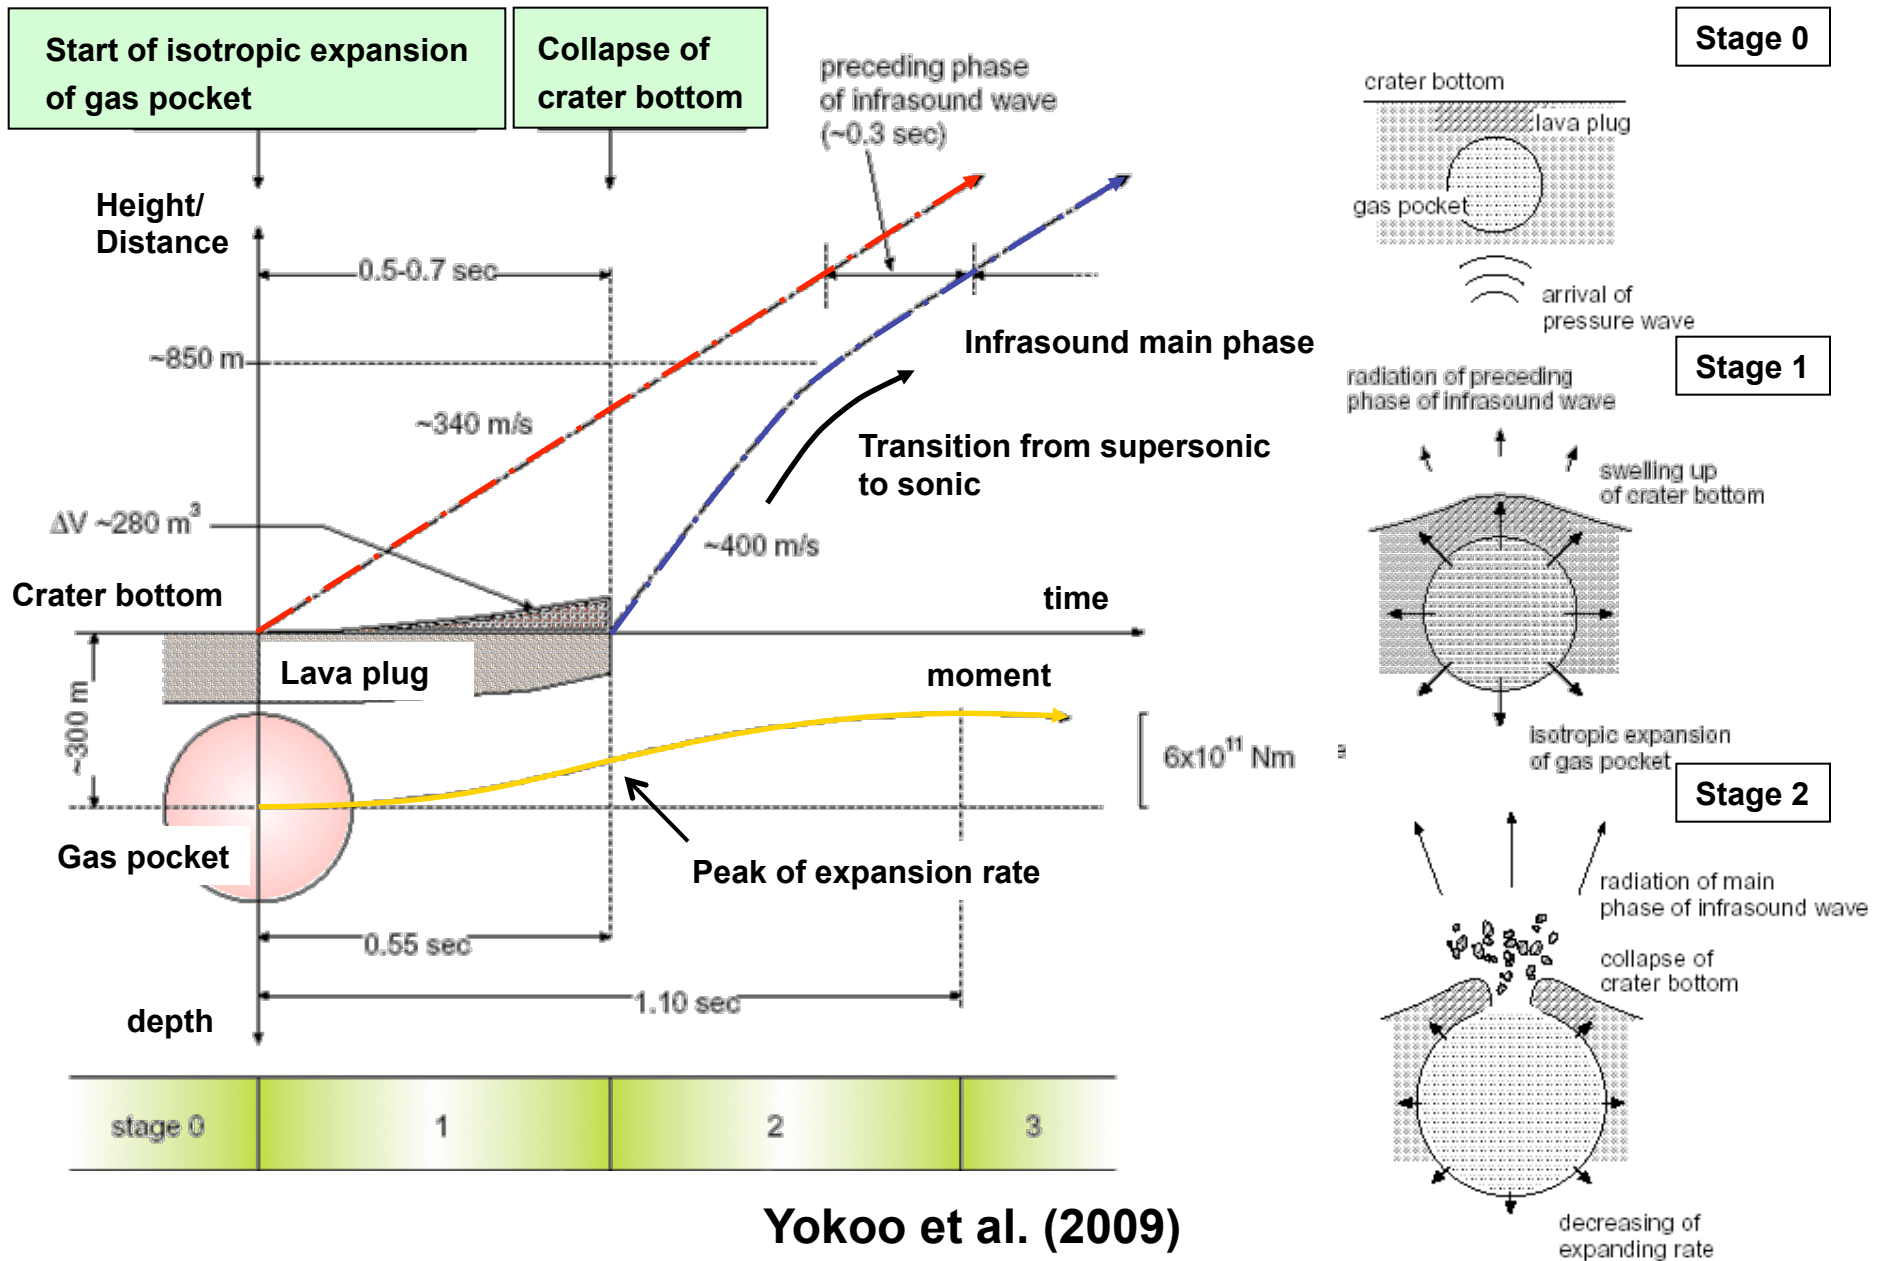 Start of isotropic expansion
of gas pocket
Collapse of
crater bottom
preceding phase
of infrasound wave
(~0.3 sec)
Height/
Distance
0.5-0.7 sec
~850 m
~340 m/s
Infrasound main phase
Transition from supersonic
to sonic
ΔV ~280 m³
~400 m/s
Crater bottom
time
Lava plug
moment
~300 m
6x10¹¹ Nm
Gas pocket
Peak of expansion rate
0.55 sec
1.10 sec
depth
stage 0
1
2
3
Yokoo et al. (2009)
Stage 0
crater bottom
lava plug
gas pocket
arrival of
pressure wave
Stage 1
radiation of preceding
phase of infrasound wave
swelling up
of crater bottom
isotropic expansion
of gas pocket
Stage 2
radiation of main
phase of infrasound wave
collapse of
crater bottom
decreasing of
expanding rate